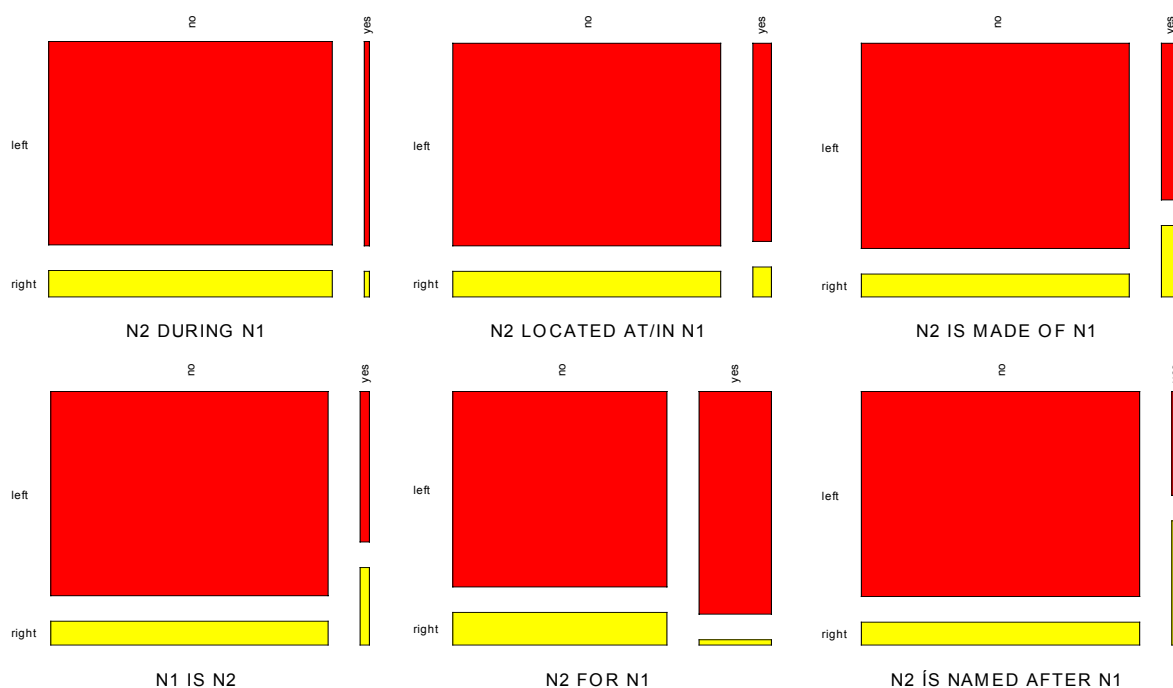 no yes no yes no yes
left left left
right right right
N2 DURING N1 N2 LOCATED AT/IN N1 N2 IS MADE OF N1
no yes no yes no
left left left
right right right
N1 IS N2 N2 FOR N1 N2 ÍS NAMED AFTER N1